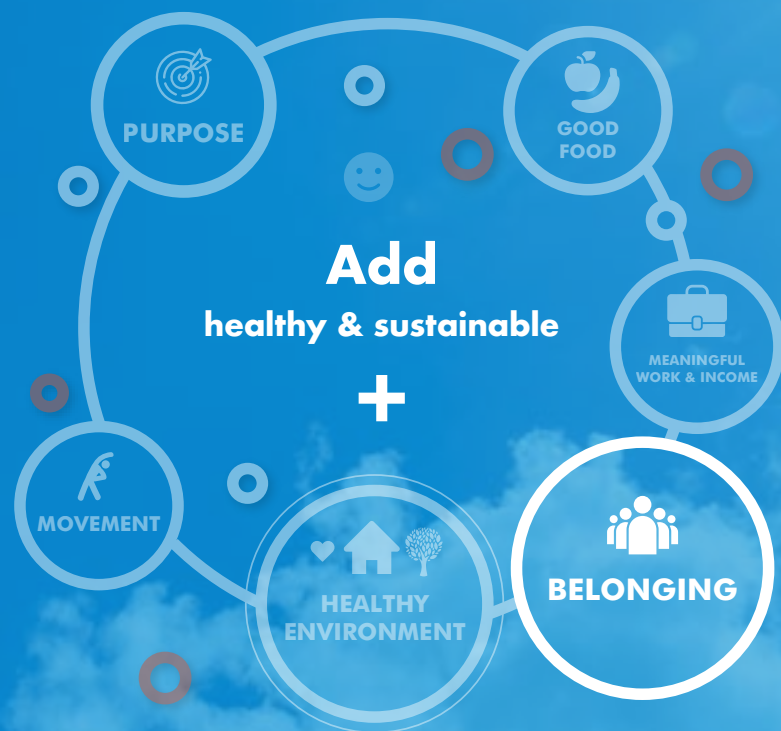 PURPOSE
GOOD
FOOD
Add
healthy & sustainable
+
MEANINGFUL
WORK & INCOME
MOVEMENT
BELONGING
HEALTHY
ENVIRONMENT